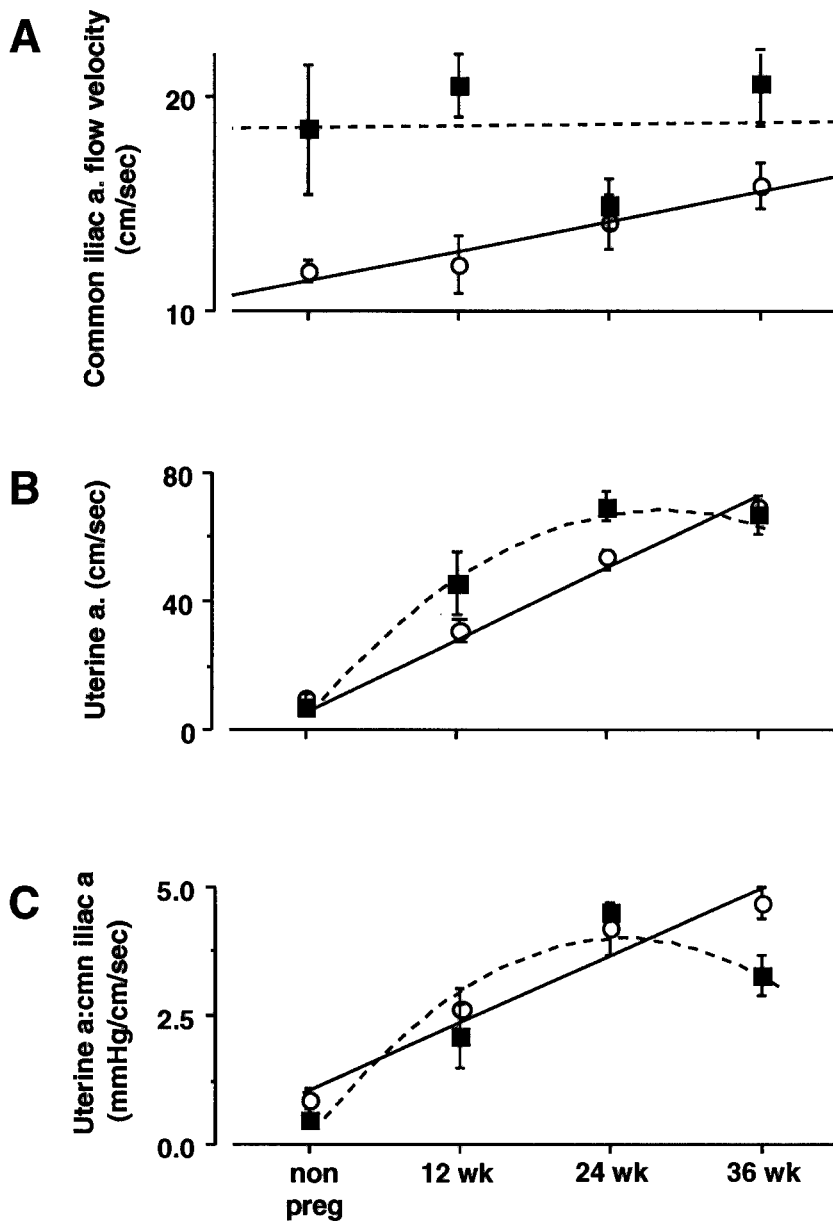 A
Common iliac a. flow velocity
(cm/sec)
20
10
B
Uterine a. (cm/sec)
80
40
0
C
Uterine a:cmn iliac a
(mmHg/cm/sec)
5.0
2.5
0.0
non
preg
12 wk
24 wk
36 wk